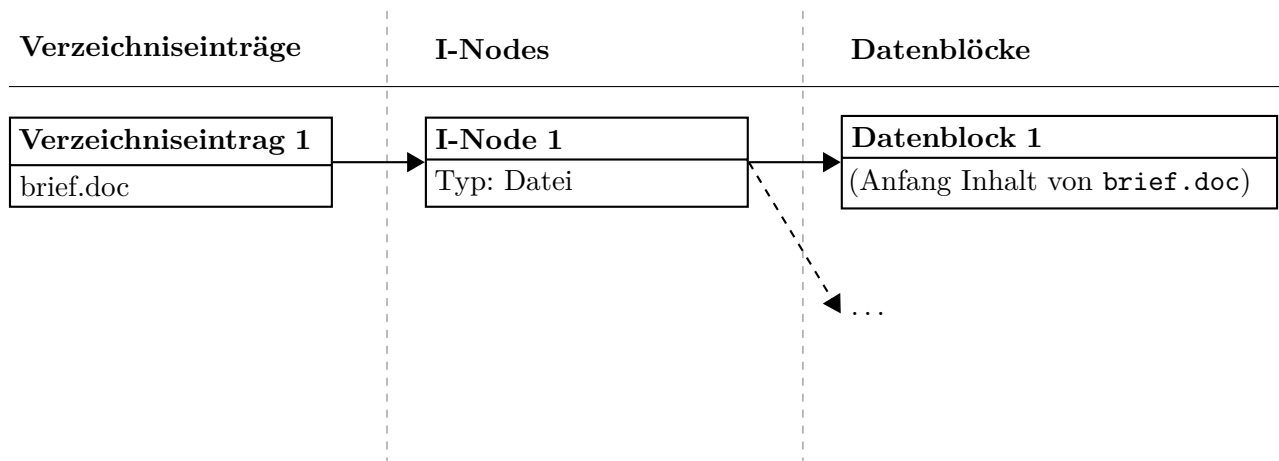 Verzeichniseinträge
I-Nodes
Datenblöcke
Verzeichniseintrag 1
brief.doc
I-Node 1
Typ: Datei
Datenblock 1
(Anfang Inhalt von brief.doc)
...